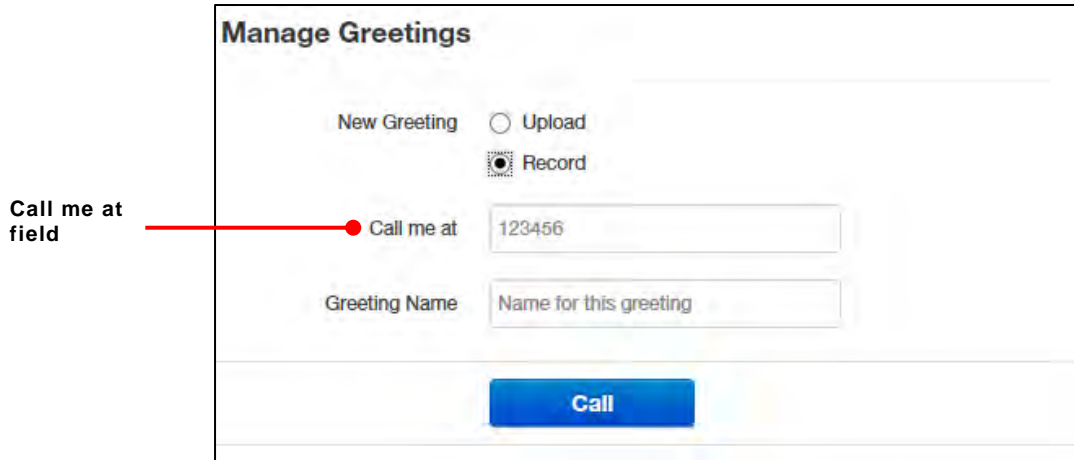 Manage Greetings
New Greeting
Upload
Record
Call me at
field
Call me at
123456
Greeting Name
Name for this greeting
Call